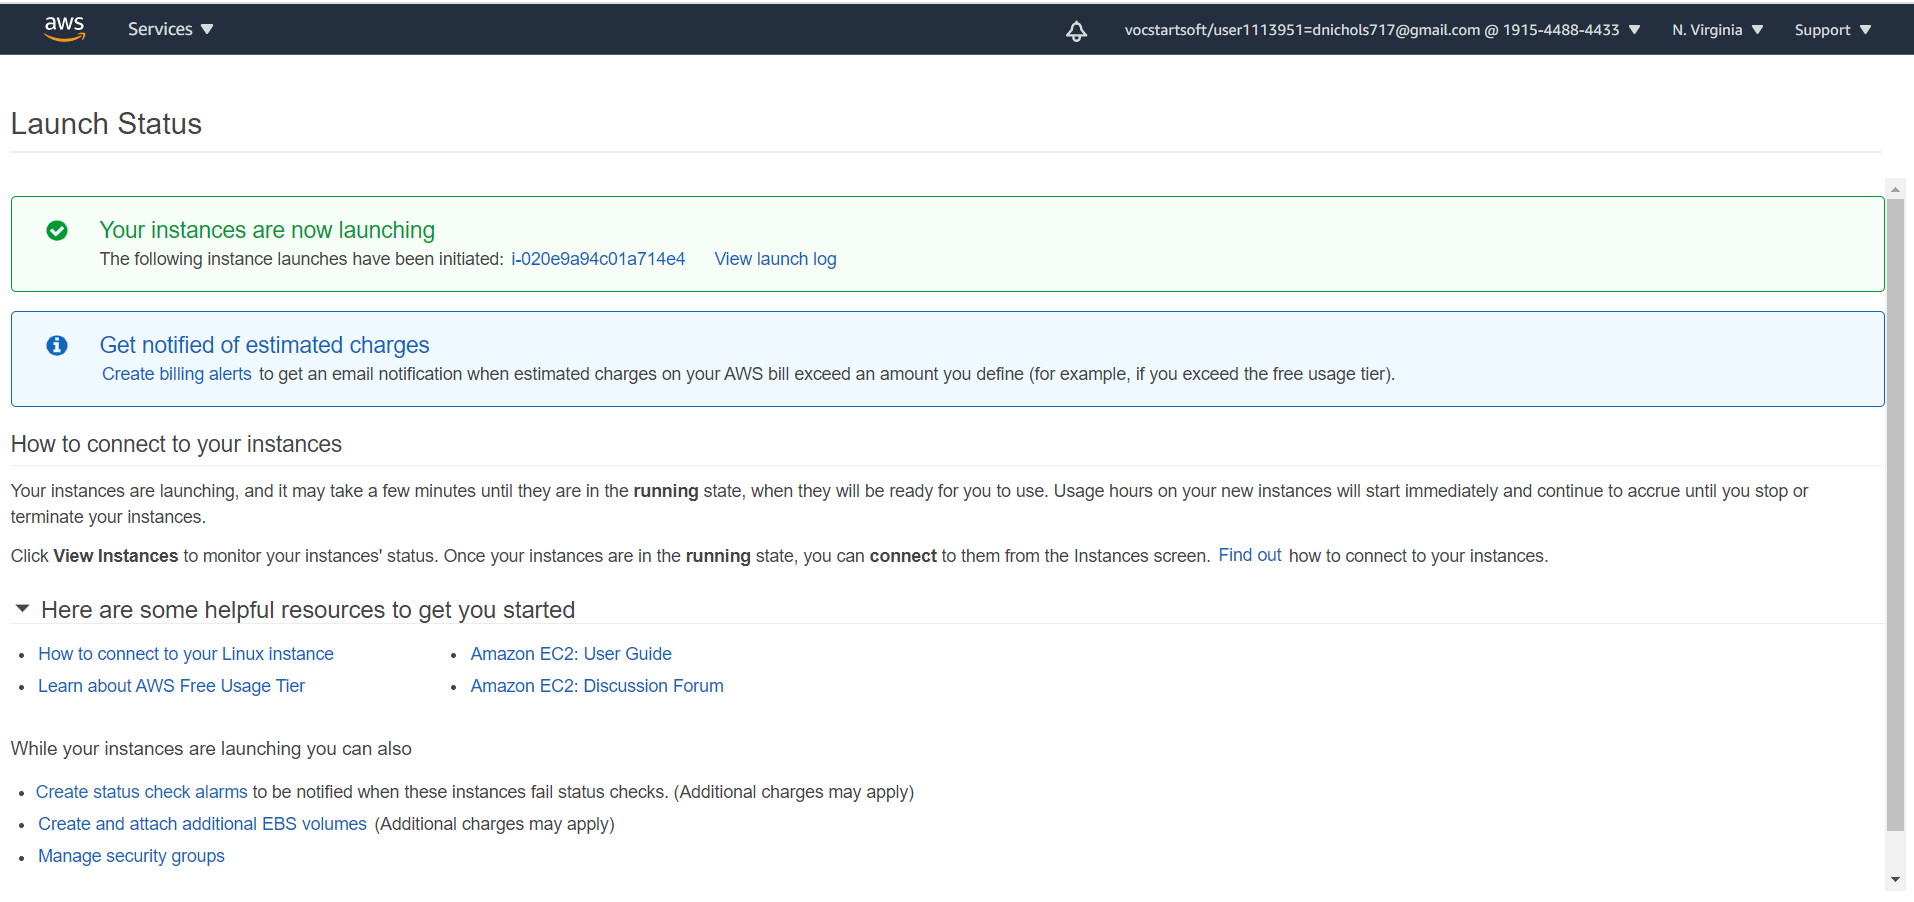 aws Services vocstartsoft/user1113951=dnichols717@gmail.com @ 1915-4488-4433 N. Virginia Support
Launch Status
Your instances are now launching
The following instance launches have been initiated: i-020e9a94c01a714e4 View launch log
Get notified of estimated charges
Create billing alerts to get an email notification when estimated charges on your AWS bill exceed an amount you define (for example, if you exceed the free usage tier).
How to connect to your instances
Your instances are launching, and it may take a few minutes until they are in the running state, when they will be ready for you to use. Usage hours on your new instances will start immediately and continue to accrue until you stop or
terminate your instances.
Click View Instances to monitor your instances' status. Once your instances are in the running state, you can connect to them from the Instances screen. Find out how to connect to your instances.
Here are some helpful resources to get you started
• How to connect to your Linux instance • Amazon EC2: User Guide
• Learn about AWS Free Usage Tier • Amazon EC2: Discussion Forum
While your instances are launching you can also
• Create status check alarms to be notified when these instances fail status checks. (Additional charges may apply)
• Create and attach additional EBS volumes (Additional charges may apply)
• Manage security groups